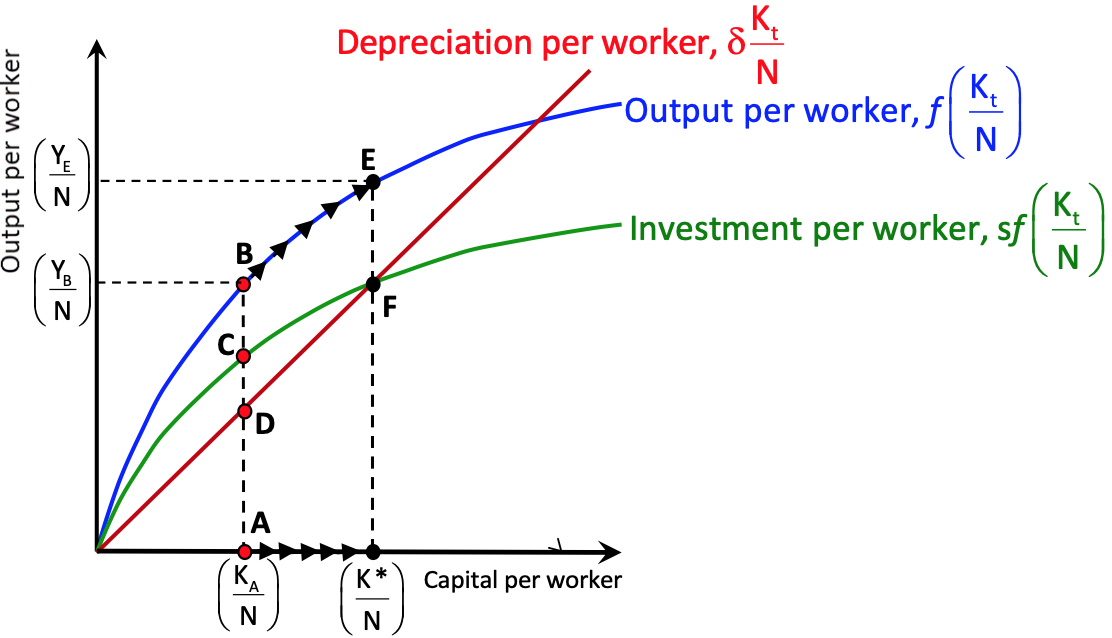 Depreciation per worker, δ K_t/N
Output per worker
Output per worker, f(K_t/N)
E
(Y_E/N)
Investment per worker, sf(K_t/N)
B
(Y_B/N)
F
C
D
A
(K_A/N)
(K*/N)
Capital per worker